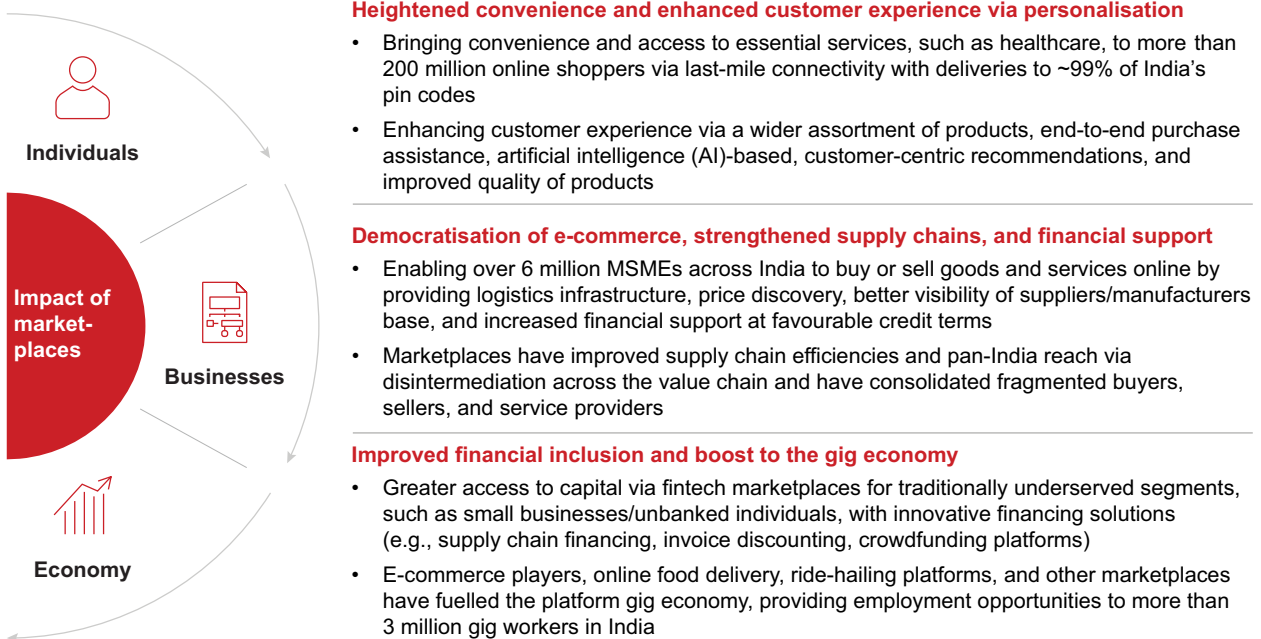 Individuals
Impact of
market-
places
Businesses
Economy
Heightened convenience and enhanced customer experience via personalisation
• Bringing convenience and access to essential services, such as healthcare, to more than
200 million online shoppers via last-mile connectivity with deliveries to ~99% of India's
pin codes
• Enhancing customer experience via a wider assortment of products, end-to-end purchase
assistance, artificial intelligence (AI)-based, customer-centric recommendations, and
improved quality of products
Democratisation of e-commerce, strengthened supply chains, and financial support
• Enabling over 6 million MSMEs across India to buy or sell goods and services online by
providing logistics infrastructure, price discovery, better visibility of suppliers/manufacturers
base, and increased financial support at favourable credit terms
• Marketplaces have improved supply chain efficiencies and pan-India reach via
disintermediation across the value chain and have consolidated fragmented buyers,
sellers, and service providers
Improved financial inclusion and boost to the gig economy
• Greater access to capital via fintech marketplaces for traditionally underserved segments,
such as small businesses/unbanked individuals, with innovative financing solutions
(e.g., supply chain financing, invoice discounting, crowdfunding platforms)
• E-commerce players, online food delivery, ride-hailing platforms, and other marketplaces
have fuelled the platform gig economy, providing employment opportunities to more than
3 million gig workers in India